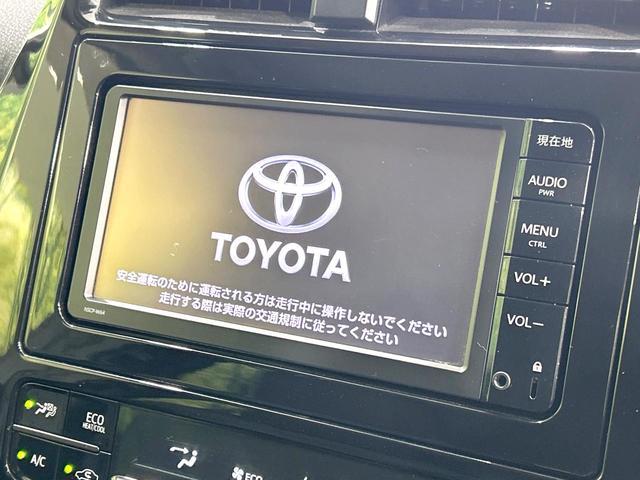 現在地
AUDIO
PWR
MENU
CTRL
VOL+
VOL−
TOYOTA
安全運転のために運転される方は走行中に操作しないでください
走行する際は実際の交通規制に従ってください
NSCP-W64
ECO
HEAT/COOL
A/C
ECO